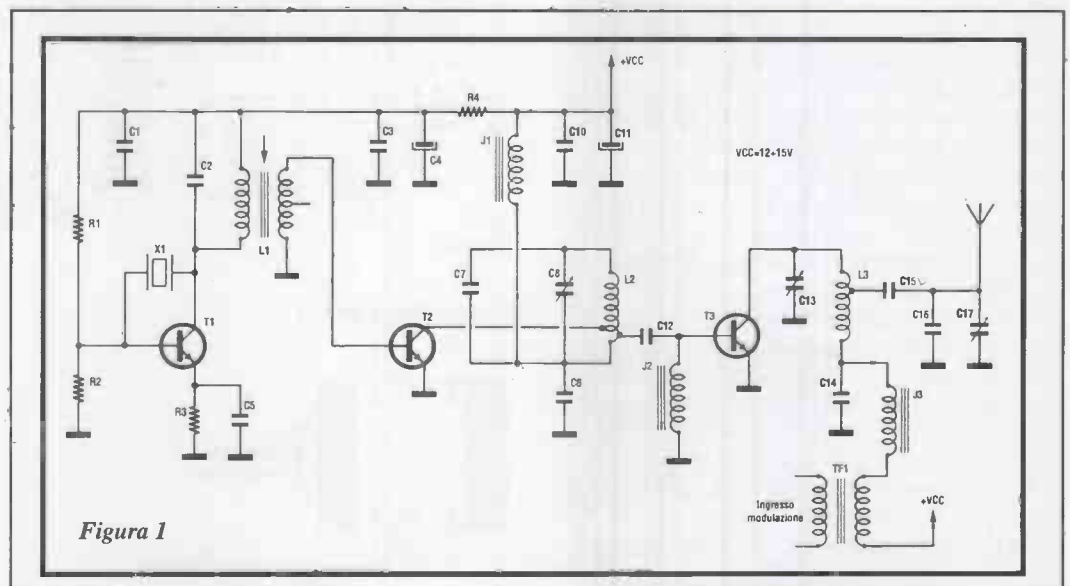 +VCC
R4
C1
C2
C3
C4
J1
C10
C11
VCC=12÷15V
R1
X1
L1
C7
C8
L2
C13
L3
C15
T1
T2
C12
T3
C16
C17
R2
R3
C5
C6
J2
C14
J3
TF1
Ingresso
modulazione
+VCC
Figura 1